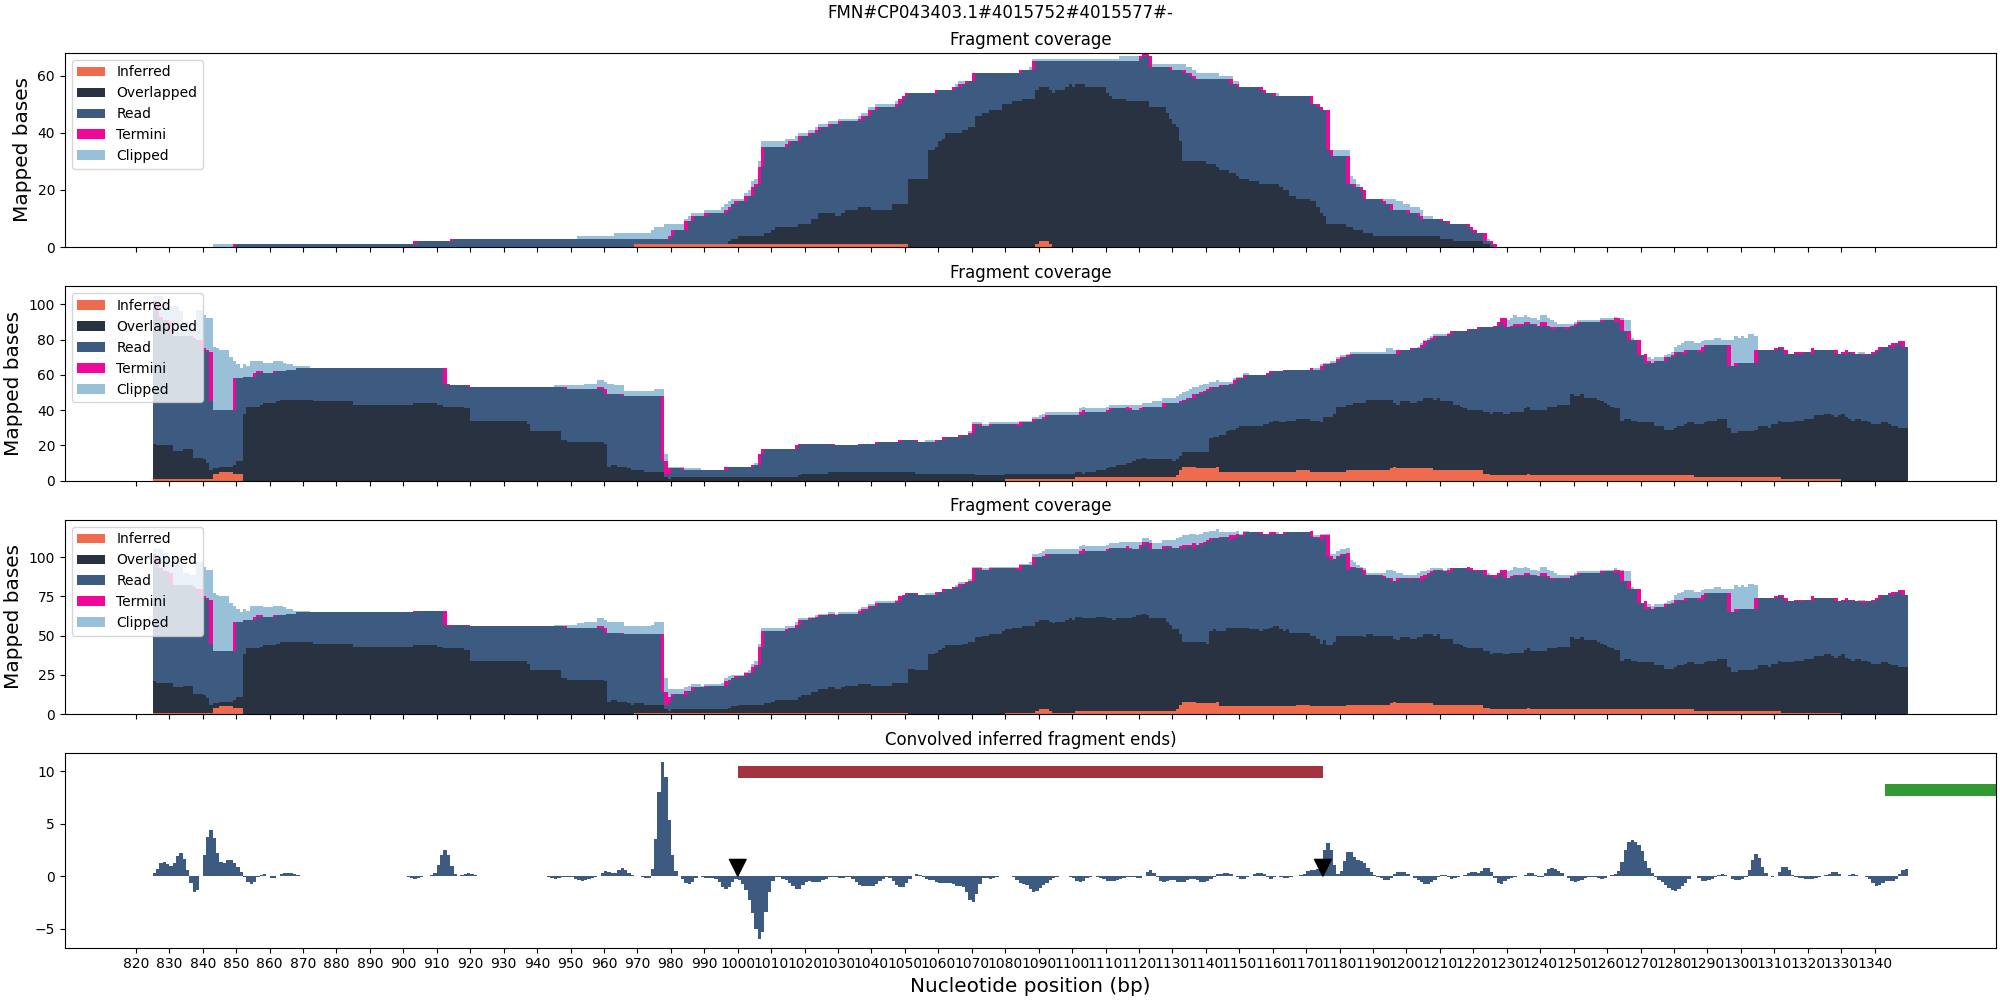 FMN#CP043403.1#4015752#4015577#-
Fragment coverage
Mapped bases
60
40
20
0
Inferred
Overlapped
Read
Termini
Clipped
Fragment coverage
Mapped bases
100
80
60
40
20
0
Inferred
Overlapped
Read
Termini
Clipped
Fragment coverage
Mapped bases
100
75
50
25
0
Inferred
Overlapped
Read
Termini
Clipped
Convolved inferred fragment ends)
10
5
0
−5
820 830 840 850 860 870 880 890 900 910 920 930 940 950 960 970 980 990 1000 1010 1020 1030 1040 1050 1060 1070 1080 1090 1100 1110 1120 1130 1140 1150 1160 1170 1180 1190 1200 1210 1220 1230 1240 1250 1260 1270 1280 1290 1300 1310 1320 1330 1340
Nucleotide position (bp)